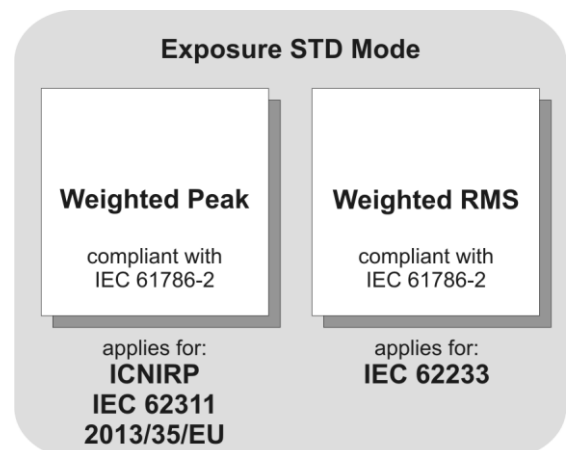 Exposure STD Mode
Weighted Peak
compliant with
IEC 61786-2
applies for:
ICNIRP
IEC 62311
2013/35/EU
Weighted RMS
compliant with
IEC 61786-2
applies for:
IEC 62233